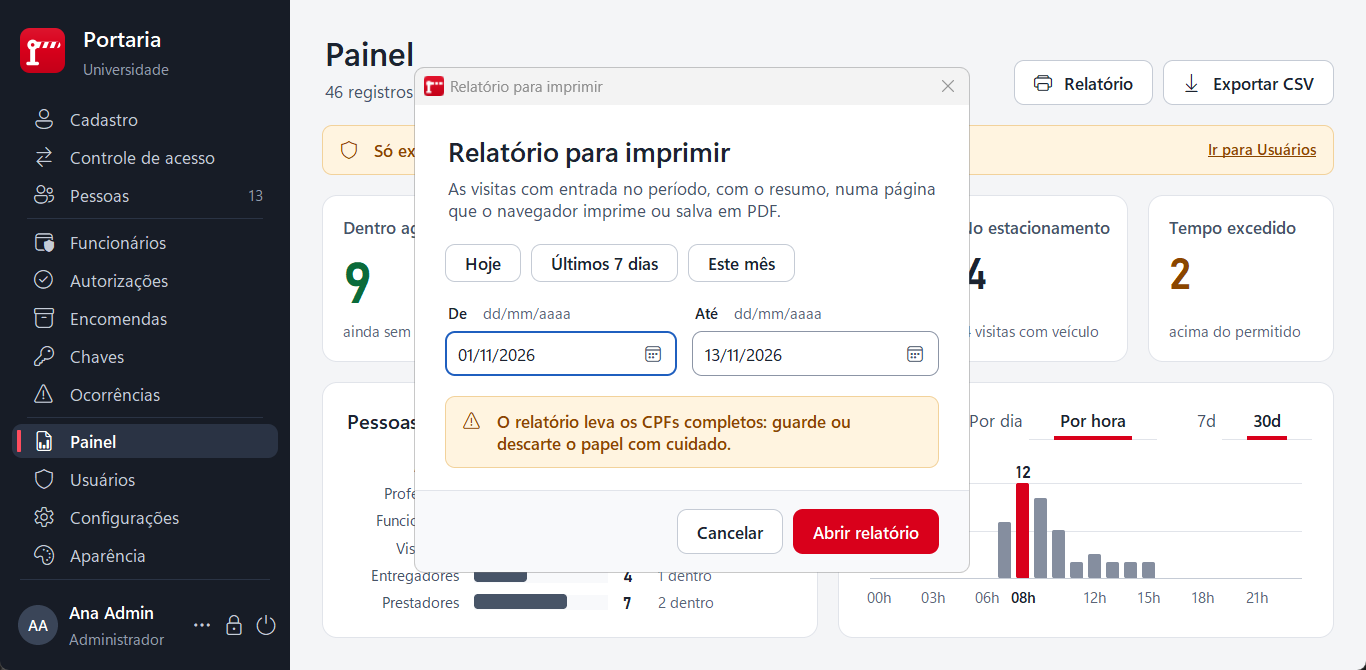 Portaria
Universidade
Cadastro
Controle de acesso
Pessoas 13
Funcionários
Autorizações
Encomendas
Chaves
Ocorrências
Painel
Usuários
Configurações
Aparência
AA
Ana Admin
Administrador
Painel
46 registros
Relatório
Exportar CSV
Só
Ir para Usuários
Dentro
9
ainda sem
No estacionamento
4
visitas com veículo
Tempo excedido
2
acima do permitido
Relatório para imprimir
Relatório para imprimir
As visitas com entrada no período, com o resumo, numa página
que o navegador imprime ou salva em PDF.
Hoje
Últimos 7 dias
Este mês
De dd/mm/aaaa
Até dd/mm/aaaa
01/11/2026
13/11/2026
O relatório leva os CPFs completos: guarde ou
descarte o papel com cuidado.
Cancelar
Abrir relatório
Pessoas
Entregadores 4 1 dentro
Prestadores 7 2 dentro
Por dia Por hora 7d 30d
12
00h 03h 06h 08h 12h 15h 18h 21h